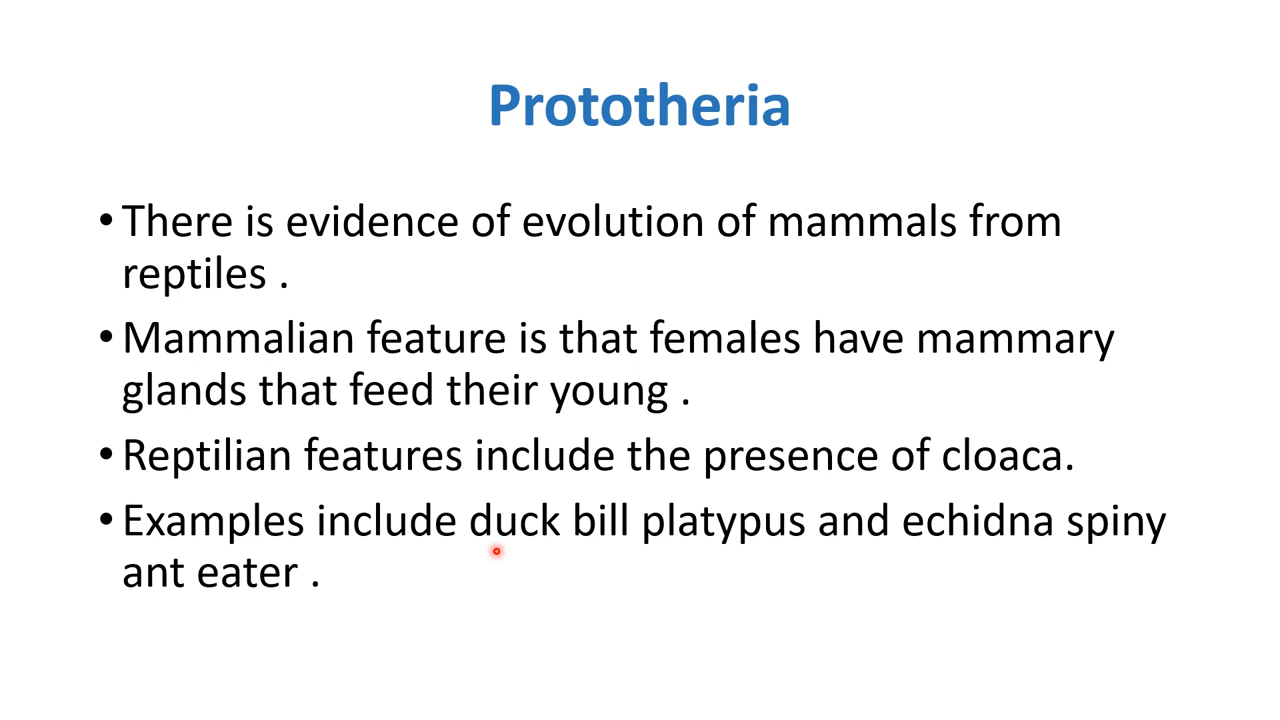 Prototheria
• There is evidence of evolution of mammals from
reptiles .
• Mammalian feature is that females have mammary
glands that feed their young .
• Reptilian features include the presence of cloaca.
• Examples include duck bill platypus and echidna spiny
ant eater .